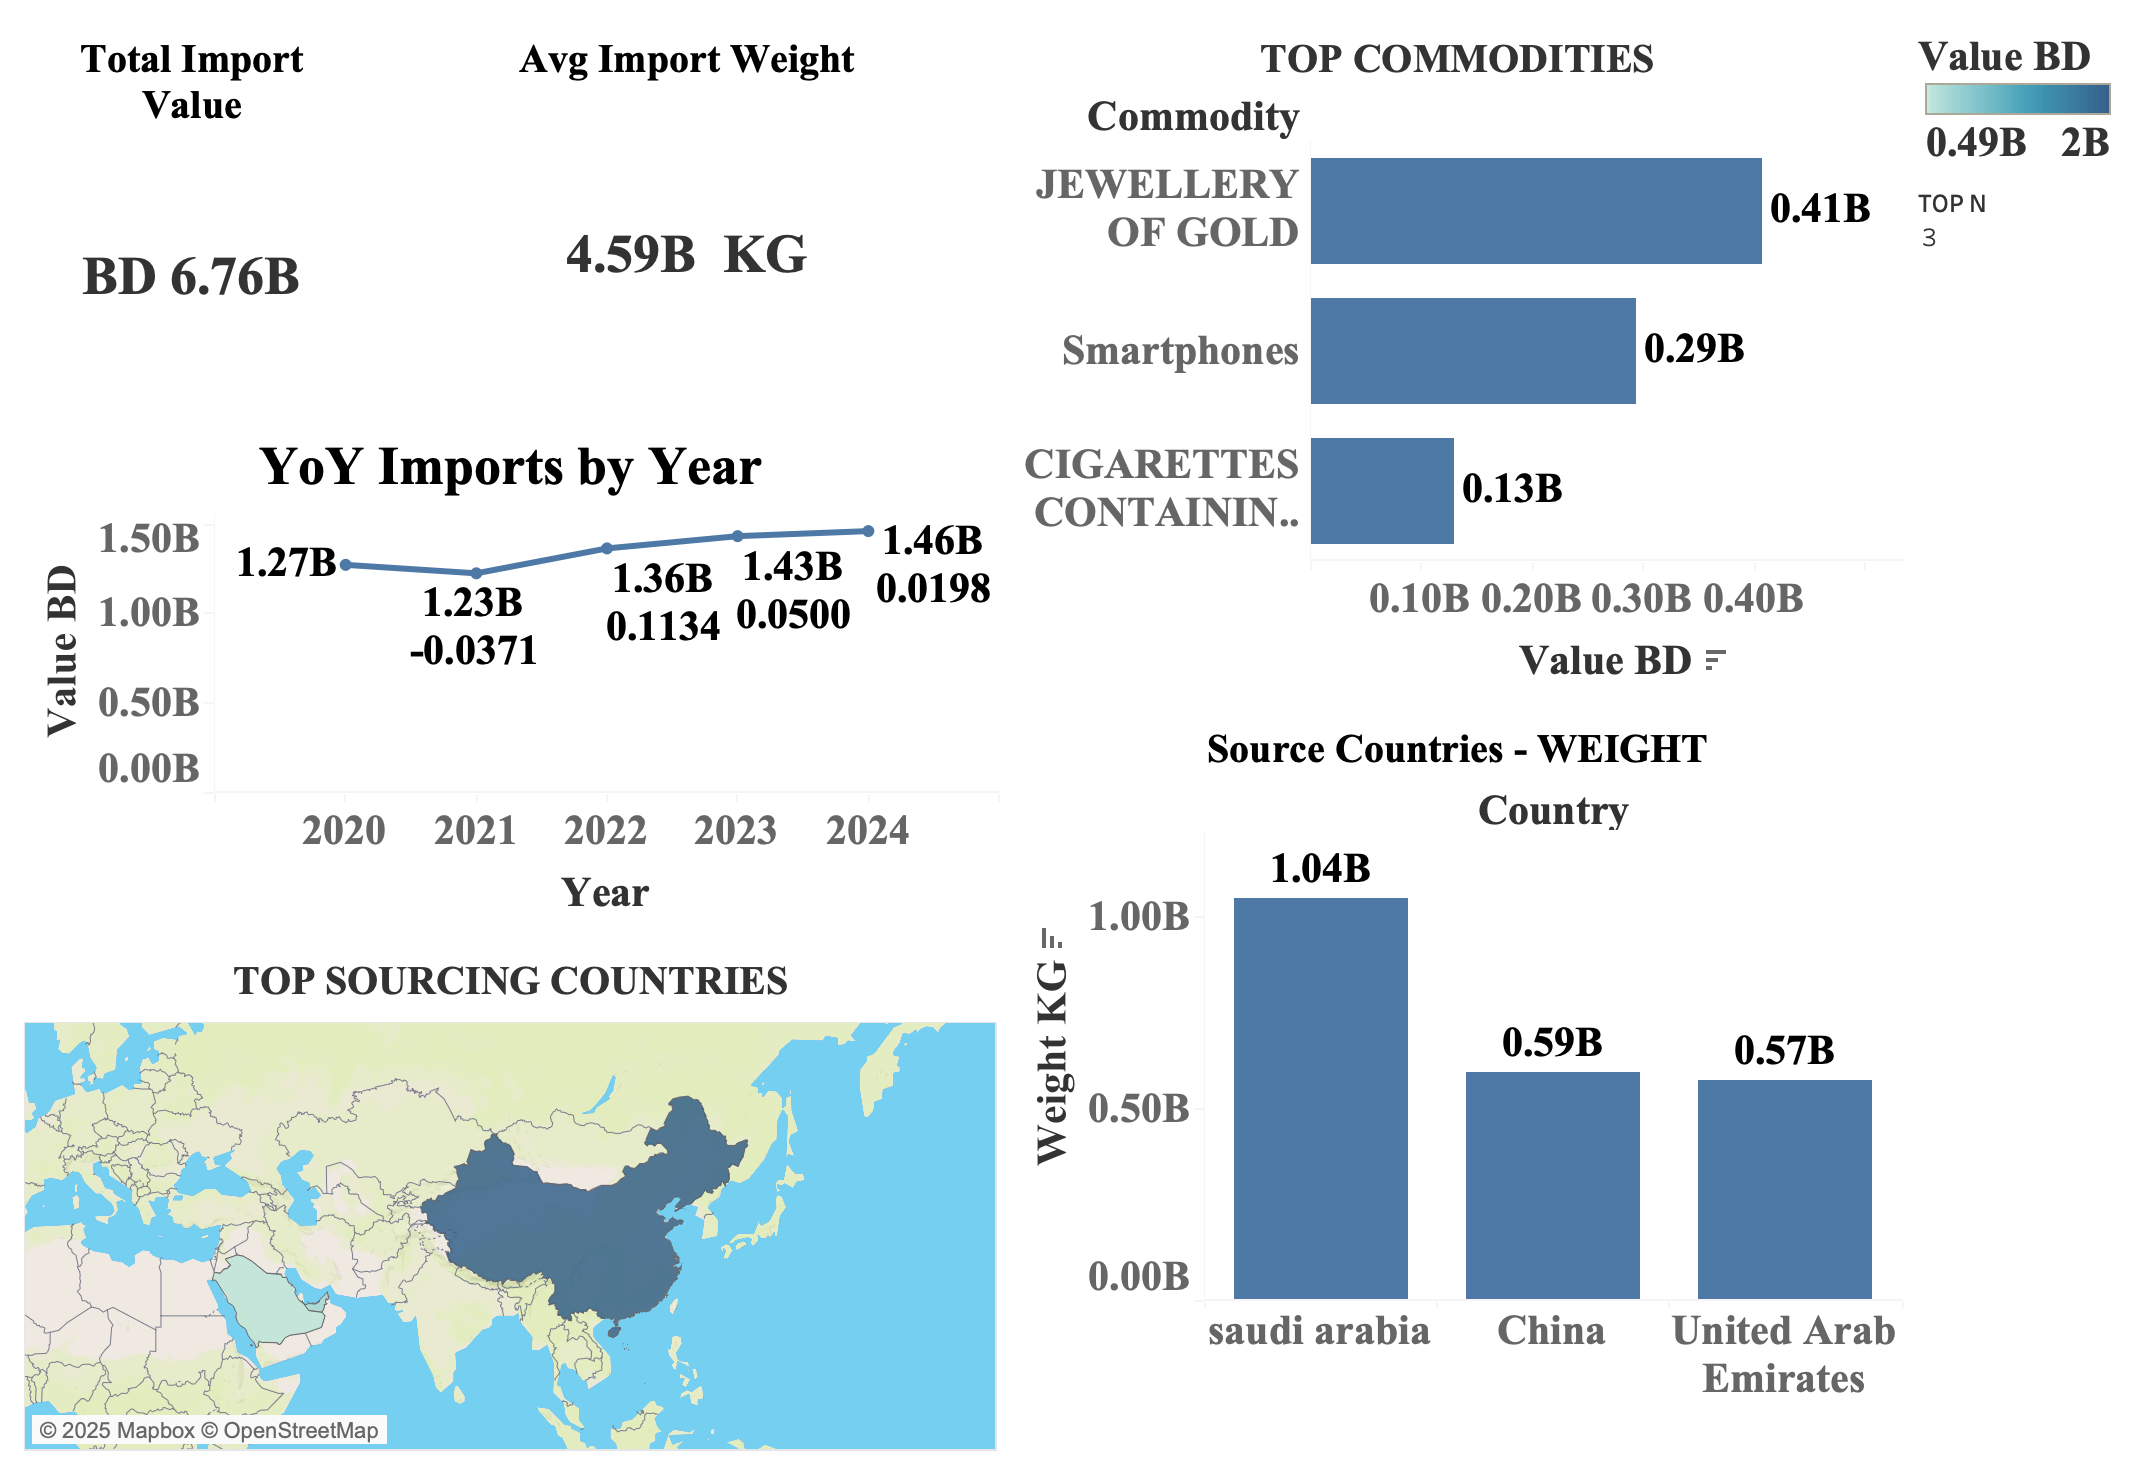 Total Import
Value
BD 6.76B
Avg Import Weight
4.59B  KG
TOP COMMODITIES
Commodity
JEWELLERY
OF GOLD
0.41B
Smartphones
0.29B
CIGARETTES
CONTAININ..
0.13B
0.10B 0.20B 0.30B 0.40B
Value BD
Value BD
0.49B 2B
TOP N
3
YoY Imports by Year
Value BD
1.50B
1.00B
0.50B
0.00B
1.27B
1.23B
-0.0371
1.36B
0.1134
1.43B
0.0500
1.46B
0.0198
2020 2021 2022 2023 2024
Year
Source Countries - WEIGHT
Country
Weight KG
1.00B
0.50B
0.00B
1.04B
0.59B
0.57B
saudi arabia
China
United Arab
Emirates
TOP SOURCING COUNTRIES
© 2025 Mapbox © OpenStreetMap